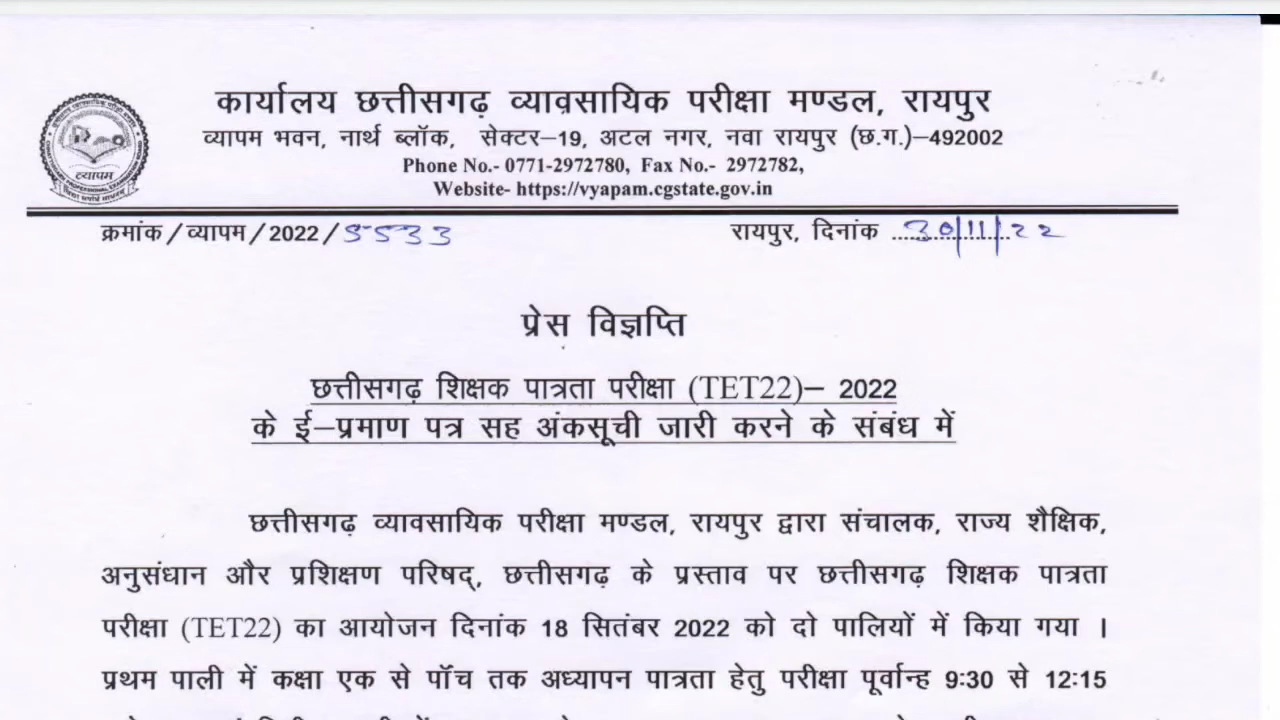 कार्यालय छत्तीसगढ़ व्यावसायिक परीक्षा मण्डल, रायपुर
व्यापम भवन, नार्थ ब्लॉक, सेक्टर–19, अटल नगर, नवा रायपुर (छ.ग.)–492002
Phone No.- 0771-2972780, Fax No.- 2972782,
Website- https://vyapam.cgstate.gov.in
व्यापम
क्रमांक/व्यापम/2022/5533 रायपुर, दिनांक 30/11/22
प्रेस विज्ञप्ति
छत्तीसगढ़ शिक्षक पात्रता परीक्षा (TET22)– 2022
के ई–प्रमाण पत्र सह अंकसूची जारी करने के संबंध में
छत्तीसगढ़ व्यावसायिक परीक्षा मण्डल, रायपुर द्वारा संचालक, राज्य शैक्षिक,
अनुसंधान और प्रशिक्षण परिषद्, छत्तीसगढ़ के प्रस्ताव पर छत्तीसगढ़ शिक्षक पात्रता
परीक्षा (TET22) का आयोजन दिनांक 18 सितंबर 2022 को दो पालियों में किया गया ।
प्रथम पाली में कक्षा एक से पॉंच तक अध्यापन पात्रता हेतु परीक्षा पूर्वान्ह 9:30 से 12:15